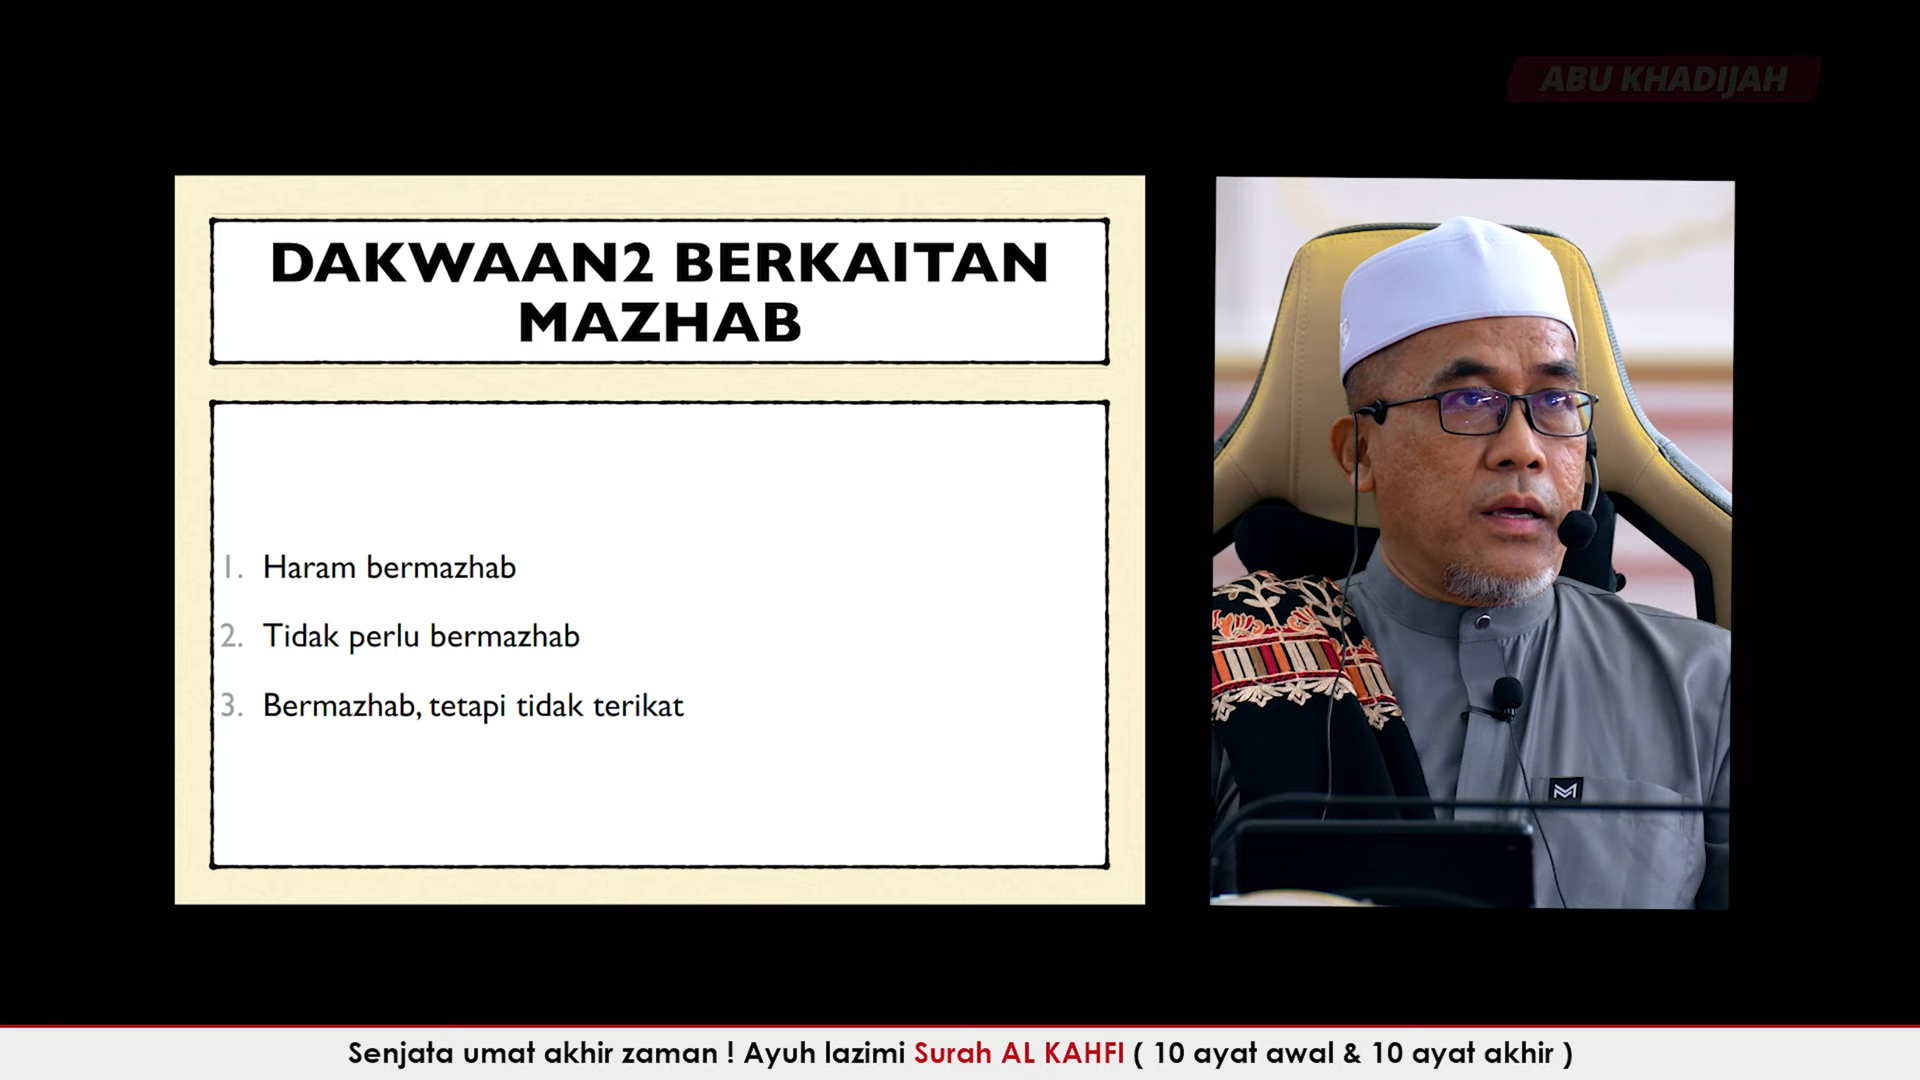 ABU KHADIJAH
DAKWAAN2 BERKAITAN
MAZHAB
1. Haram bermazhab
2. Tidak perlu bermazhab
3. Bermazhab, tetapi tidak terikat
Senjata umat akhir zaman ! Ayuh lazimi Surah AL KAHFI ( 10 ayat awal & 10 ayat akhir )